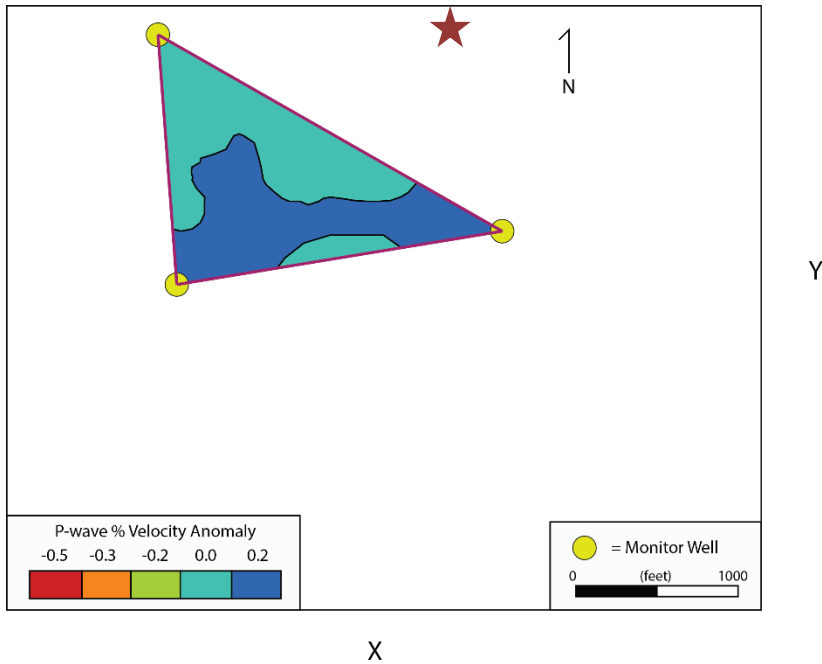 N
Y
P-wave % Velocity Anomaly
-0.5 -0.3 -0.2 0.0 0.2
= Monitor Well
0 (feet) 1000
X